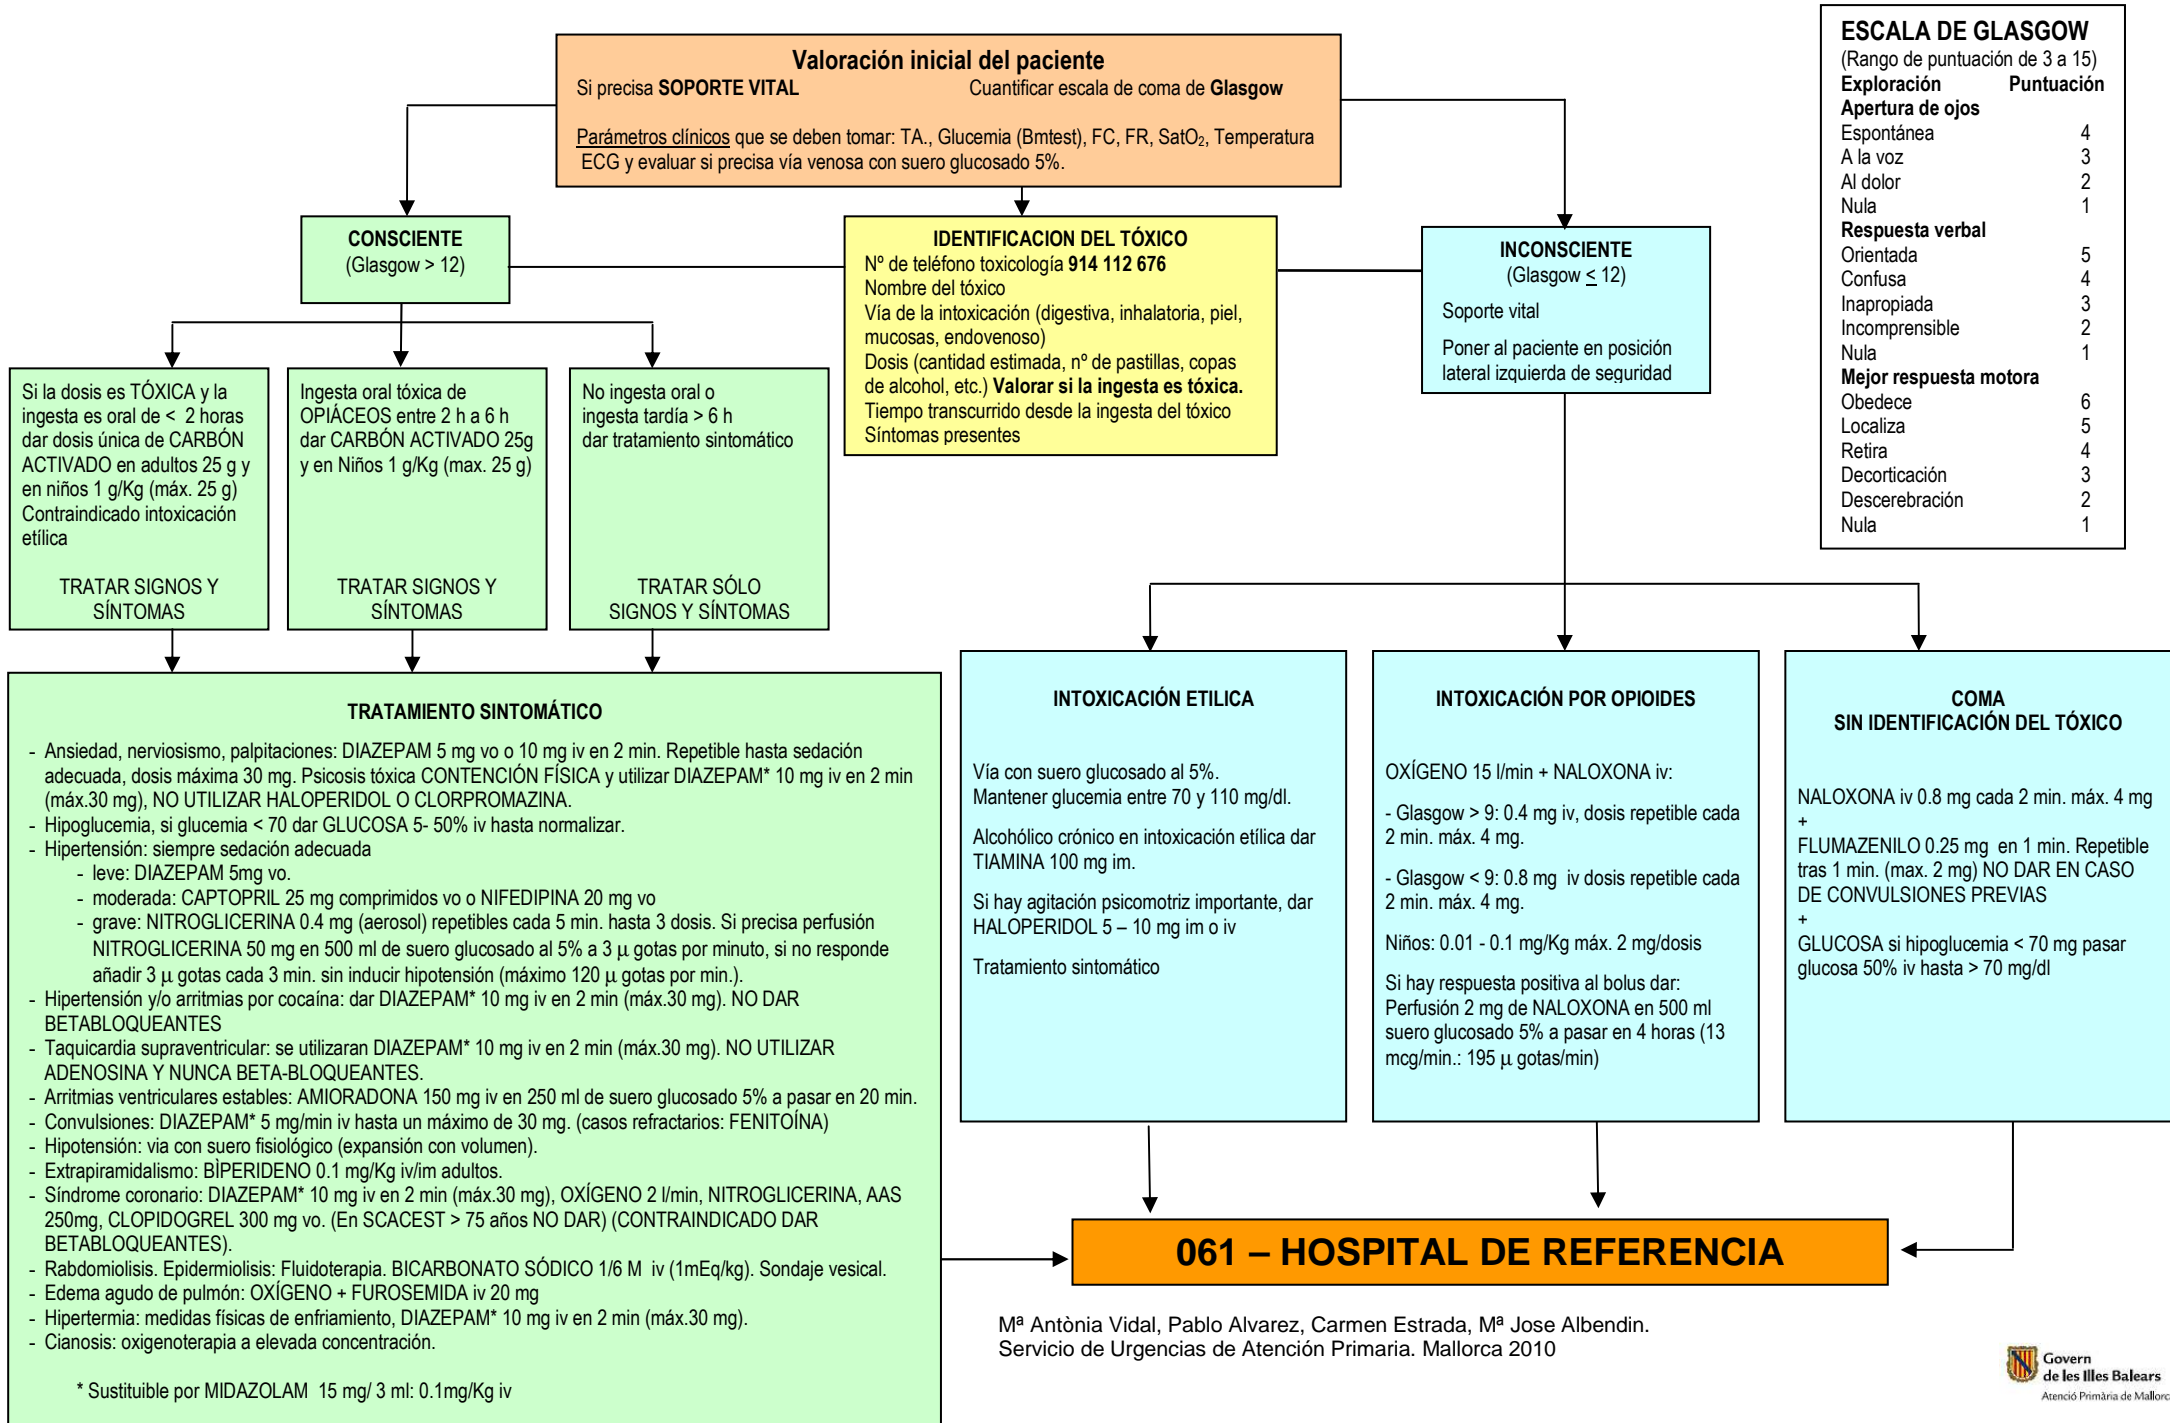 Valoración inicial del paciente
Si precisa SOPORTE VITAL Cuantificar escala de coma de Glasgow
Parámetros clínicos que se deben tomar: TA., Glucemia (Bmtest), FC, FR, SatO2, Temperatura
ECG y evaluar si precisa vía venosa con suero glucosado 5%.
ESCALA DE GLASGOW
(Rango de puntuación de 3 a 15)
Exploración Puntuación
Apertura de ojos
Espontánea 4
A la voz 3
Al dolor 2
Nula 1
Respuesta verbal
Orientada 5
Confusa 4
Inapropiada 3
Incomprensible 2
Nula 1
Mejor respuesta motora
Obedece 6
Localiza 5
Retira 4
Decorticación 3
Descerebración 2
Nula 1
CONSCIENTE
(Glasgow > 12)
IDENTIFICACION DEL TÓXICO
Nº de teléfono toxicología 914 112 676
Nombre del tóxico
Vía de la intoxicación (digestiva, inhalatoria, piel,
mucosas, endovenoso)
Dosis (cantidad estimada, nº de pastillas, copas
de alcohol, etc.) Valorar si la ingesta es tóxica.
Tiempo transcurrido desde la ingesta del tóxico
Síntomas presentes
INCONSCIENTE
(Glasgow ≤ 12)
Soporte vital
Poner al paciente en posición
lateral izquierda de seguridad
Si la dosis es TÓXICA y la
ingesta es oral de < 2 horas
dar dosis única de CARBÓN
ACTIVADO en adultos 25 g y
en niños 1 g/Kg (máx. 25 g)
Contraindicado intoxicación
etílica
TRATAR SIGNOS Y
SÍNTOMAS
Ingesta oral tóxica de
OPIÁCEOS entre 2 h a 6 h
dar CARBÓN ACTIVADO 25g
y en Niños 1 g/Kg (max. 25 g)
TRATAR SIGNOS Y
SÍNTOMAS
No ingesta oral o
ingesta tardía > 6 h
dar tratamiento sintomático
TRATAR SÓLO
SIGNOS Y SÍNTOMAS
TRATAMIENTO SINTOMÁTICO
- Ansiedad, nerviosismo, palpitaciones: DIAZEPAM 5 mg vo o 10 mg iv en 2 min. Repetible hasta sedación
adecuada, dosis máxima 30 mg. Psicosis tóxica CONTENCIÓN FÍSICA y utilizar DIAZEPAM* 10 mg iv en 2 min
(máx.30 mg), NO UTILIZAR HALOPERIDOL O CLORPROMAZINA.
- Hipoglucemia, si glucemia < 70 dar GLUCOSA 5- 50% iv hasta normalizar.
- Hipertensión: siempre sedación adecuada
- leve: DIAZEPAM 5mg vo.
- moderada: CAPTOPRIL 25 mg comprimidos vo o NIFEDIPINA 20 mg vo
- grave: NITROGLICERINA 0.4 mg (aerosol) repetibles cada 5 min. hasta 3 dosis. Si precisa perfusión
NITROGLICERINA 50 mg en 500 ml de suero glucosado al 5% a 3 μ gotas por minuto, si no responde
añadir 3 μ gotas cada 3 min. sin inducir hipotensión (máximo 120 μ gotas por min.).
- Hipertensión y/o arritmias por cocaína: dar DIAZEPAM* 10 mg iv en 2 min (máx.30 mg). NO DAR
BETABLOQUEANTES
- Taquicardia supraventricular: se utilizaran DIAZEPAM* 10 mg iv en 2 min (máx.30 mg). NO UTILIZAR
ADENOSINA Y NUNCA BETA-BLOQUEANTES.
- Arritmias ventriculares estables: AMIORADONA 150 mg iv en 250 ml de suero glucosado 5% a pasar en 20 min.
- Convulsiones: DIAZEPAM* 5 mg/min iv hasta un máximo de 30 mg. (casos refractarios: FENITOÍNA)
- Hipotensión: via con suero fisiológico (expansión con volumen).
- Extrapiramidalismo: BÌPERIDENO 0.1 mg/Kg iv/im adultos.
- Síndrome coronario: DIAZEPAM* 10 mg iv en 2 min (máx.30 mg), OXÍGENO 2 l/min, NITROGLICERINA, AAS
250mg, CLOPIDOGREL 300 mg vo. (En SCACEST > 75 años NO DAR) (CONTRAINDICADO DAR
BETABLOQUEANTES).
- Rabdomiolisis. Epidermiolisis: Fluidoterapia. BICARBONATO SÓDICO 1/6 M iv (1mEq/kg). Sondaje vesical.
- Edema agudo de pulmón: OXÍGENO + FUROSEMIDA iv 20 mg
- Hipertermia: medidas físicas de enfriamiento, DIAZEPAM* 10 mg iv en 2 min (máx.30 mg).
- Cianosis: oxigenoterapia a elevada concentración.
* Sustituible por MIDAZOLAM 15 mg/ 3 ml: 0.1mg/Kg iv
INTOXICACIÓN ETILICA
Vía con suero glucosado al 5%.
Mantener glucemia entre 70 y 110 mg/dl.
Alcohólico crónico en intoxicación etílica dar
TIAMINA 100 mg im.
Si hay agitación psicomotriz importante, dar
HALOPERIDOL 5 – 10 mg im o iv
Tratamiento sintomático
INTOXICACIÓN POR OPIOIDES
OXÍGENO 15 l/min + NALOXONA iv:
- Glasgow > 9: 0.4 mg iv, dosis repetible cada
2 min. máx. 4 mg.
- Glasgow < 9: 0.8 mg iv dosis repetible cada
2 min. máx. 4 mg.
Niños: 0.01 - 0.1 mg/Kg máx. 2 mg/dosis
Si hay respuesta positiva al bolus dar:
Perfusión 2 mg de NALOXONA en 500 ml
suero glucosado 5% a pasar en 4 horas (13
mcg/min.: 195 μ gotas/min)
COMA
SIN IDENTIFICACIÓN DEL TÓXICO
NALOXONA iv 0.8 mg cada 2 min. máx. 4 mg
+
FLUMAZENILO 0.25 mg en 1 min. Repetible
tras 1 min. (max. 2 mg) NO DAR EN CASO
DE CONVULSIONES PREVIAS
+
GLUCOSA si hipoglucemia < 70 mg pasar
glucosa 50% iv hasta > 70 mg/dl
061 – HOSPITAL DE REFERENCIA
Mª Antònia Vidal, Pablo Alvarez, Carmen Estrada, Mª Jose Albendin.
Servicio de Urgencias de Atención Primaria. Mallorca 2010
Govern
de les Illes Balears
Atenció Primària de Mallorc